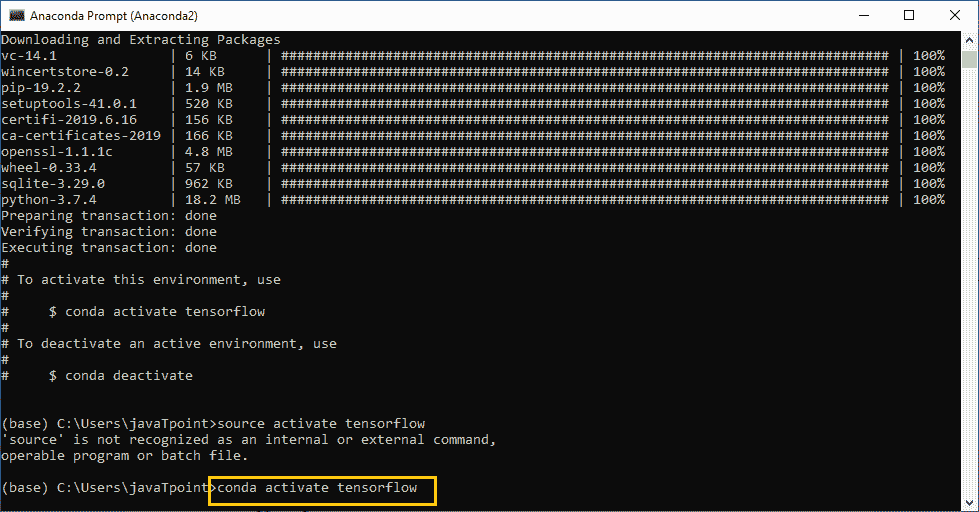 Anaconda Prompt (Anaconda2)
Downloading and Extracting Packages
vc-14.1              | 6 KB      | ############################################################################ | 100%
wincertstore-0.2     | 14 KB     | ############################################################################ | 100%
pip-19.2.2           | 1.9 MB    | ############################################################################ | 100%
setuptools-41.0.1    | 520 KB    | ############################################################################ | 100%
certifi-2019.6.16    | 156 KB    | ############################################################################ | 100%
ca-certificates-2019 | 166 KB    | ############################################################################ | 100%
openssl-1.1.1c       | 4.8 MB    | ############################################################################ | 100%
wheel-0.33.4         | 57 KB     | ############################################################################ | 100%
sqlite-3.29.0        | 962 KB    | ############################################################################ | 100%
python-3.7.4         | 18.2 MB   | ############################################################################ | 100%
Preparing transaction: done
Verifying transaction: done
Executing transaction: done
#
# To activate this environment, use
#
#     $ conda activate tensorflow
#
# To deactivate an active environment, use
#
#     $ conda deactivate
(base) C:\Users\javaTpoint>source activate tensorflow
'source' is not recognized as an internal or external command,
operable program or batch file.
(base) C:\Users\javaTpoint>conda activate tensorflow